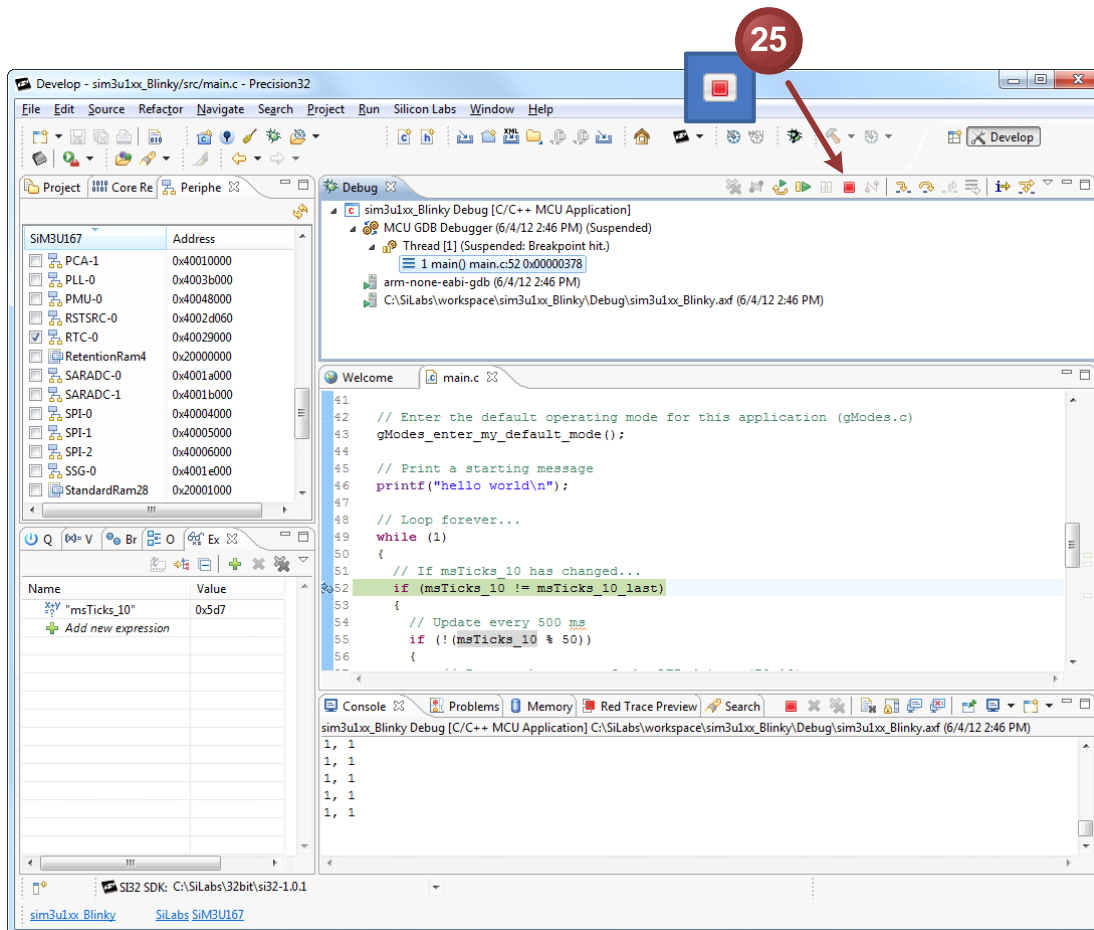 25
Develop - sim3u1xx_Blinky/src/main.c - Precision32
File Edit Source Refactor Navigate Search Project Run Silicon Labs Window Help
Develop
Project Core Re Periphe
SiM3U167 Address
PCA-1 0x40010000
PLL-0 0x4003b000
PMU-0 0x40048000
RSTSRC-0 0x4002d060
RTC-0 0x40029000
RetentionRam4 0x20000000
SARADC-0 0x4001a000
SARADC-1 0x4001b000
SPI-0 0x40004000
SPI-1 0x40005000
SPI-2 0x40006000
SSG-0 0x4001e000
StandardRam28 0x20001000
Debug
sim3u1xx_Blinky Debug [C/C++ MCU Application]
MCU GDB Debugger (6/4/12 2:46 PM) (Suspended)
Thread [1] (Suspended: Breakpoint hit.)
1 main() main.c:52 0x00000378
arm-none-eabi-gdb (6/4/12 2:46 PM)
C:\SiLabs\workspace\sim3u1xx_Blinky\Debug\sim3u1xx_Blinky.axf (6/4/12 2:46 PM)
Welcome main.c
41
42 // Enter the default operating mode for this application (gModes.c)
43 gModes_enter_my_default_mode();
44
45 // Print a starting message
46 printf("hello world\n");
47
48 // Loop forever...
49 while (1)
50 {
51 // If msTicks_10 has changed...
52 if (msTicks_10 != msTicks_10_last)
53 {
54 // Update every 500 ms
55 if (!(msTicks_10 % 50))
56 {
Q (x)= V Br O Ex
Name Value
"msTicks_10" 0x5d7
Add new expression
Console Problems Memory Red Trace Preview Search
sim3u1xx_Blinky Debug [C/C++ MCU Application] C:\SiLabs\workspace\sim3u1xx_Blinky\Debug\sim3u1xx_Blinky.axf (6/4/12 2:46 PM)
1, 1
1, 1
1, 1
1, 1
1, 1
SI32 SDK: C:\SiLabs\32bit\si32-1.0.1
sim3u1xx_Blinky SiLabs SiM3U167